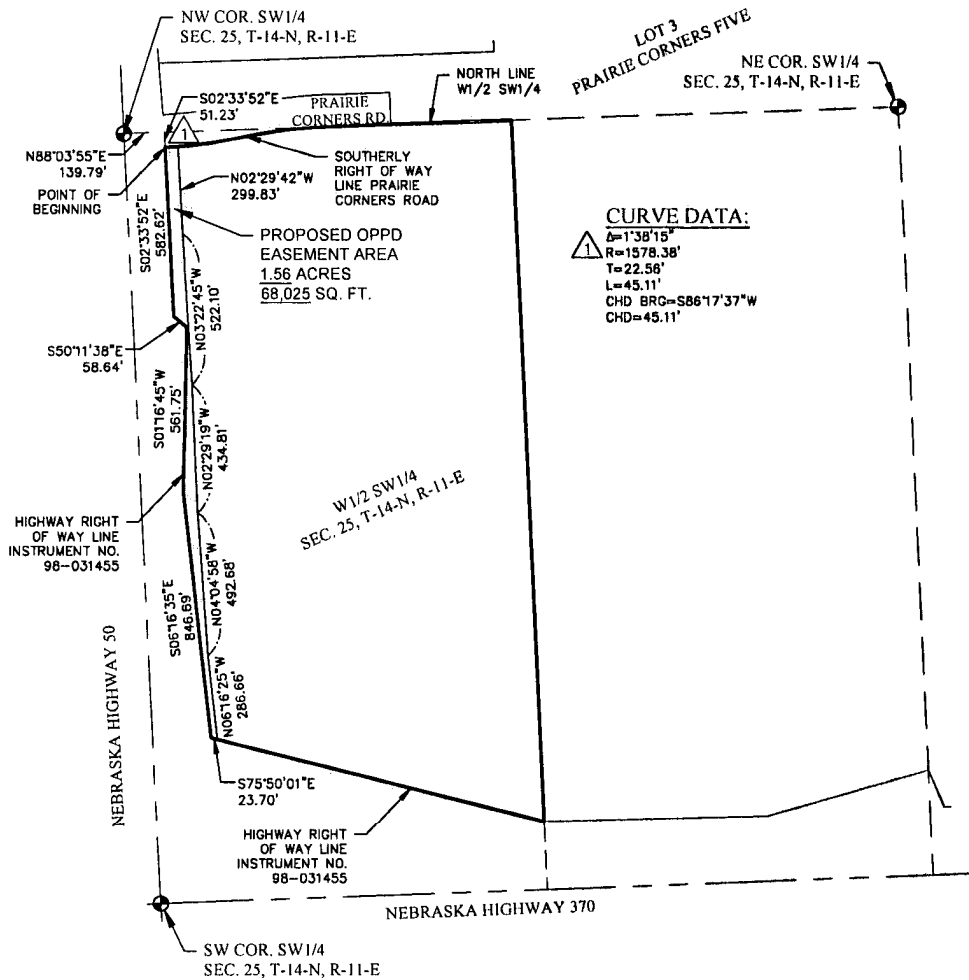 NW COR. SW1/4
SEC. 25, T-14-N, R-11-E
LOT 3
PRAIRIE CORNERS FIVE
NE COR. SW1/4
SEC. 25, T-14-N, R-11-E
NORTH LINE
W1/2 SW1/4
S02°33'52"E
51.23'
PRAIRIE
CORNERS RD
1
N88°03'55"E
139.79'
POINT OF
BEGINNING
SOUTHERLY
RIGHT OF WAY
LINE PRAIRIE
CORNERS ROAD
N02°29'42"W
299.83'
S02°33'52"E
582.62'
PROPOSED OPPD
EASEMENT AREA
1.56 ACRES
68,025 SQ. FT.
CURVE DATA:
1
Δ=1°38'15"
R=1578.38'
T=22.56'
L=45.11'
CHD BRG=S86°17'37"W
CHD=45.11'
N03°22'45"W
522.10'
S50°11'38"E
58.64'
S01°16'45"W
561.75'
N02°29'19"W
434.81'
W1/2 SW1/4
SEC. 25, T-14-N, R-11-E
HIGHWAY RIGHT
OF WAY LINE
INSTRUMENT NO.
98-031455
N04°04'58"W
492.68'
S06°16'35"E
846.69'
N06°16'25"W
286.66'
NEBRASKA HIGHWAY 50
S75°50'01"E
23.70'
HIGHWAY RIGHT
OF WAY LINE
INSTRUMENT NO.
98-031455
NEBRASKA HIGHWAY 370
SW COR. SW1/4
SEC. 25, T-14-N, R-11-E